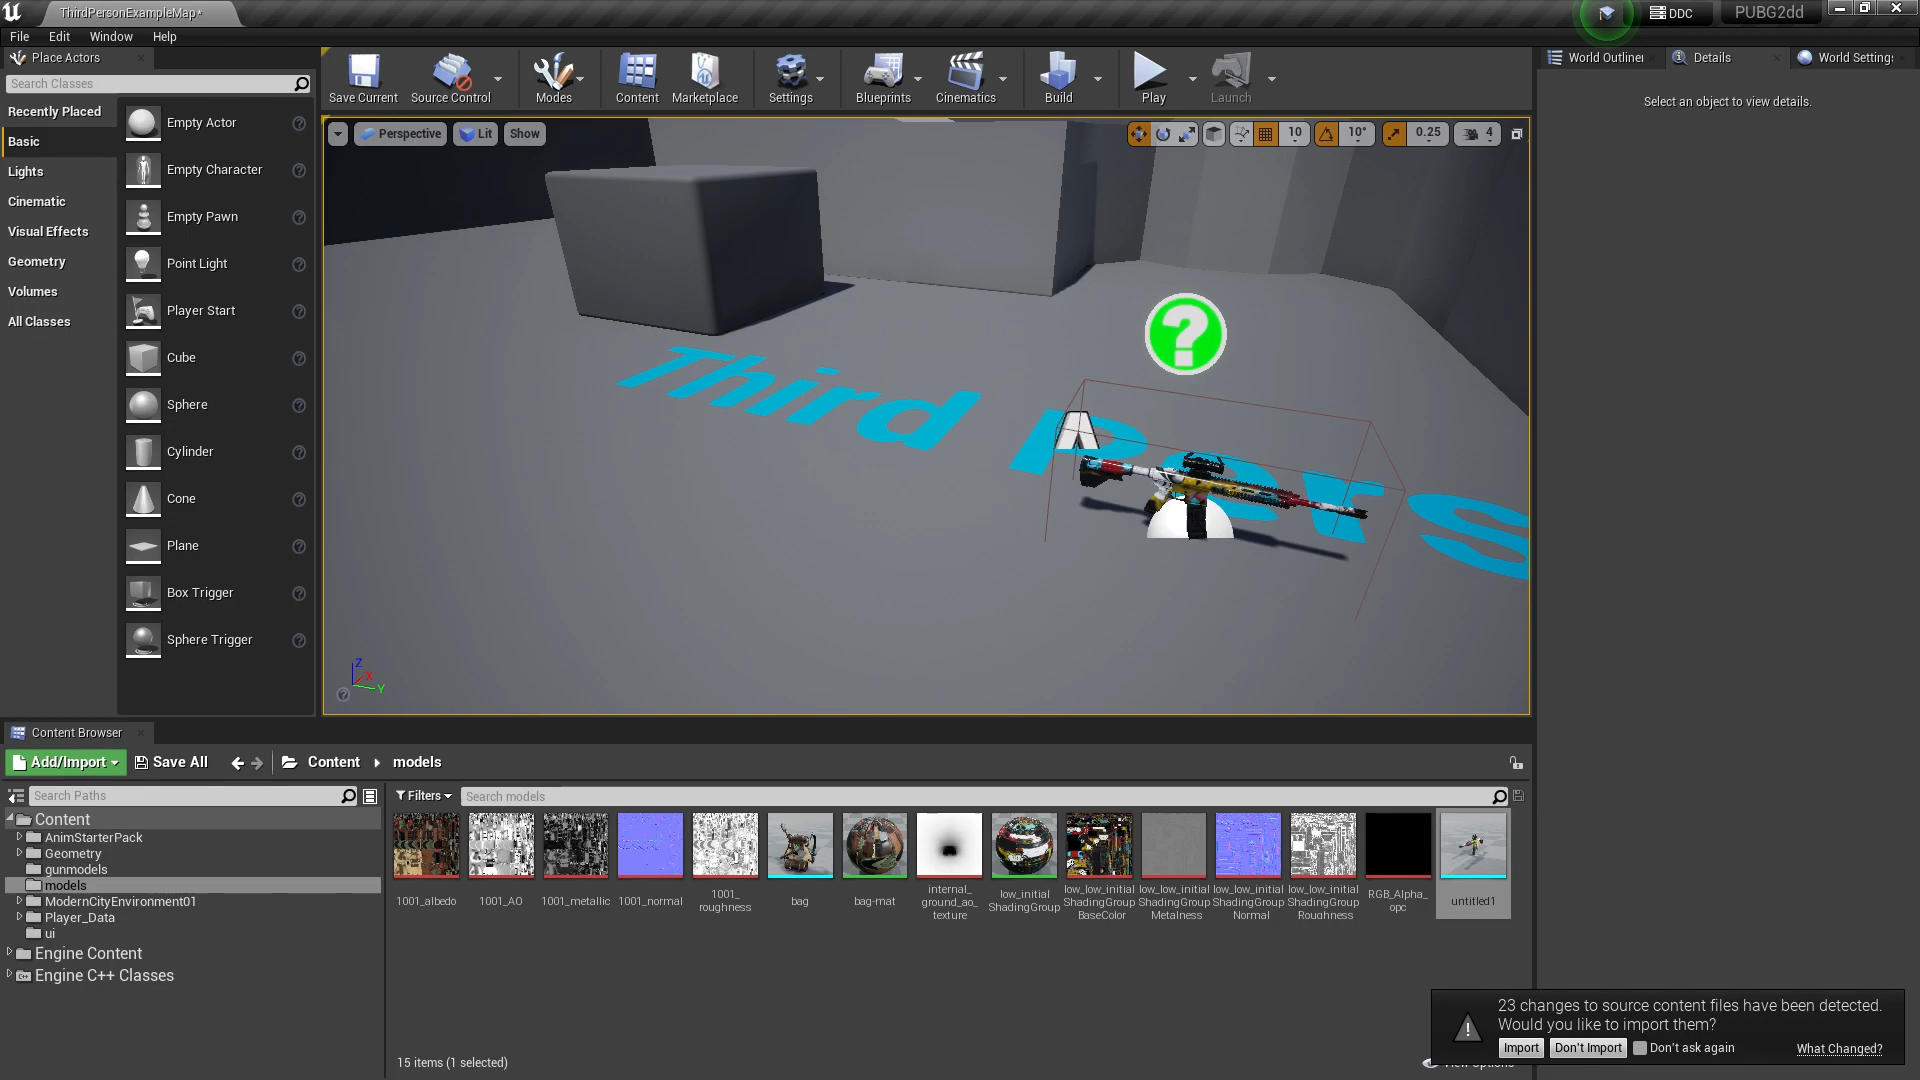 ThirdPersonExampleMap*
DDC
PUBG2dd
File Edit Window Help
Place Actors
Search Classes
Recently Placed
Basic
Lights
Cinematic
Visual Effects
Geometry
Volumes
All Classes
Empty Actor
Empty Character
Empty Pawn
Point Light
Player Start
Cube
Sphere
Cylinder
Cone
Plane
Box Trigger
Sphere Trigger
Save Current
Source Control
Modes
Content
Marketplace
Settings
Blueprints
Cinematics
Build
Play
Launch
Perspective
Lit
Show
10
10°
0.25
4
Third Pers
Z
X
Y
World Outliner
Details
World Settings
Select an object to view details.
Content Browser
Add/Import
Save All
Content
models
Search Paths
Filters
Search models
Content
AnimStarterPack
Geometry
gunmodels
models
ModernCityEnvironment01
Player_Data
ui
Engine Content
Engine C++ Classes
1001_albedo
1001_AO
1001_metallic
1001_normal
1001_
roughness
bag
bag-mat
internal_
ground_ao_
texture
low_initial
ShadingGroup
low_low_initial
ShadingGroup
BaseColor
low_low_initial
ShadingGroup
Metalness
low_low_initial
ShadingGroup
Normal
low_low_initial
ShadingGroup
Roughness
RGB_Alpha_
opc
untitled1
15 items (1 selected)
View Options
23 changes to source content files have been detected.
Would you like to import them?
Import
Don't Import
Don't ask again
What Changed?